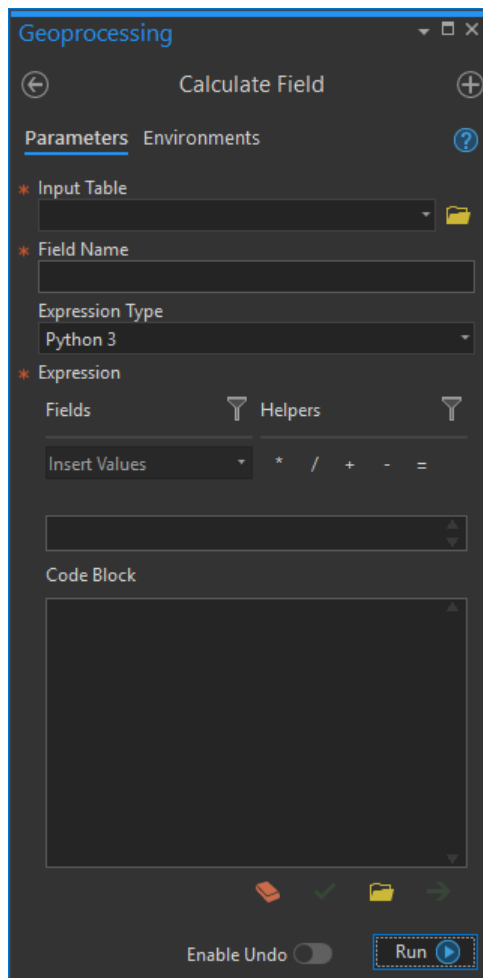 Geoprocessing
Calculate Field
Parameters Environments
?
* Input Table
* Field Name
Expression Type
Python 3
* Expression
Fields Helpers
Insert Values * / + - =
Code Block
Enable Undo Run